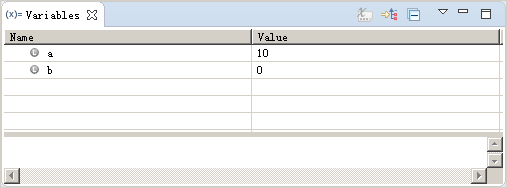 (x)= Variables
Name Value
a 10
b 0